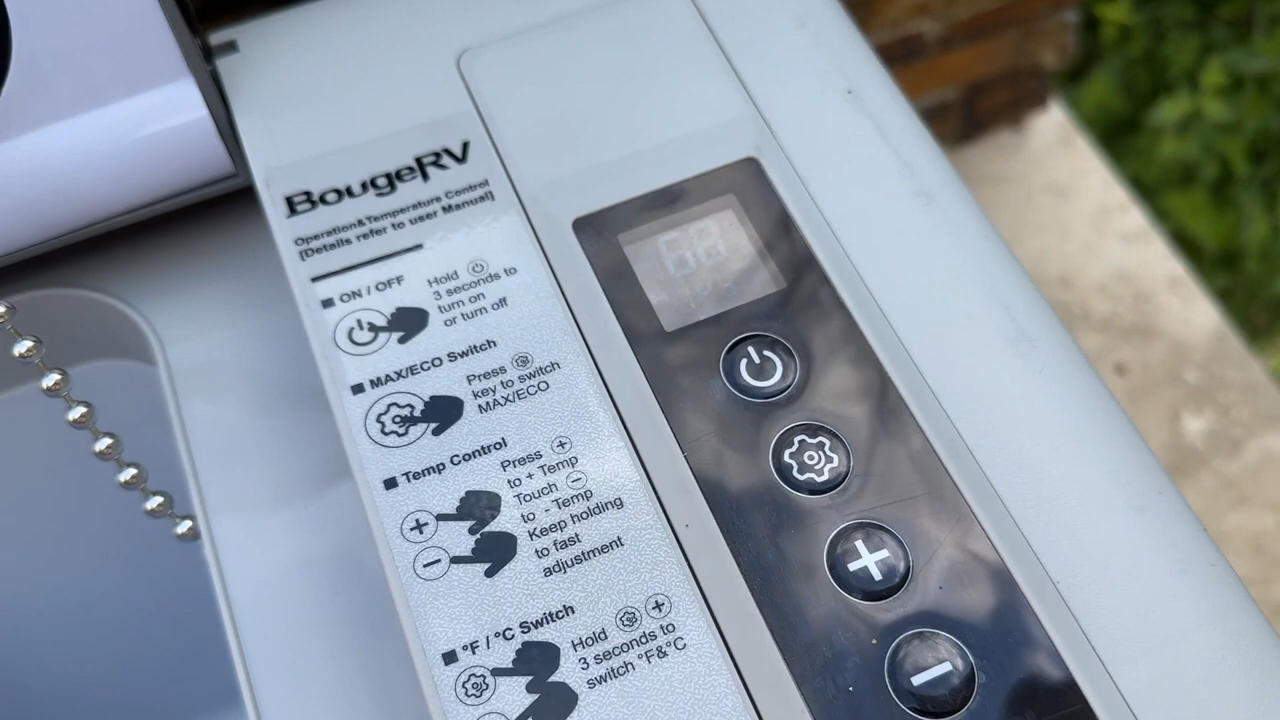 BougeRV
Operation&Temperature Control
[Details refer to user Manual]
■ ON / OFF
Hold
3 seconds to
turn on
or turn off
■ MAX/ECO Switch
Press
key to switch
MAX/ECO
■ Temp Control
Press +
to + Temp
Touch −
to - Temp
Keep holding
to fast
adjustment
■ °F / °C Switch
Hold +
3 seconds to
switch °F&°C